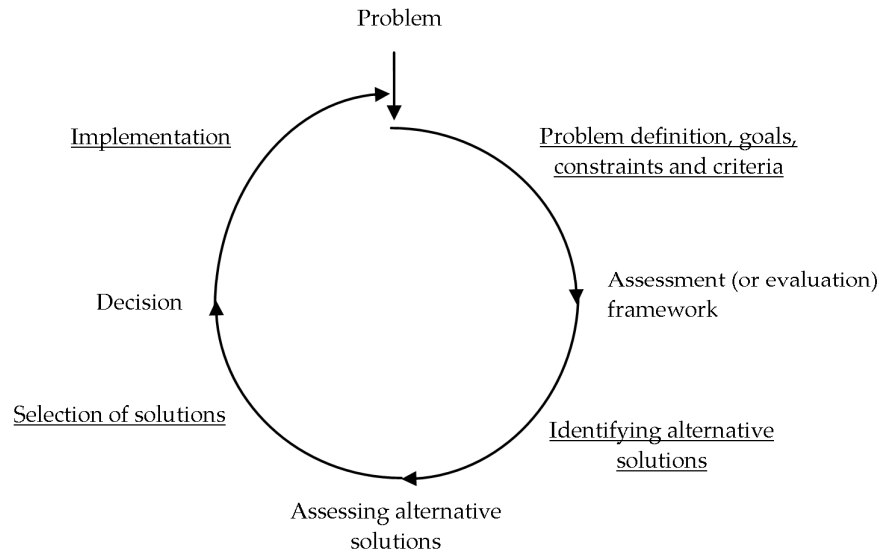 Problem
Implementation
Problem definition, goals,
constraints and criteria
Decision
Assessment (or evaluation)
framework
Selection of solutions
Identifying alternative
solutions
Assessing alternative
solutions